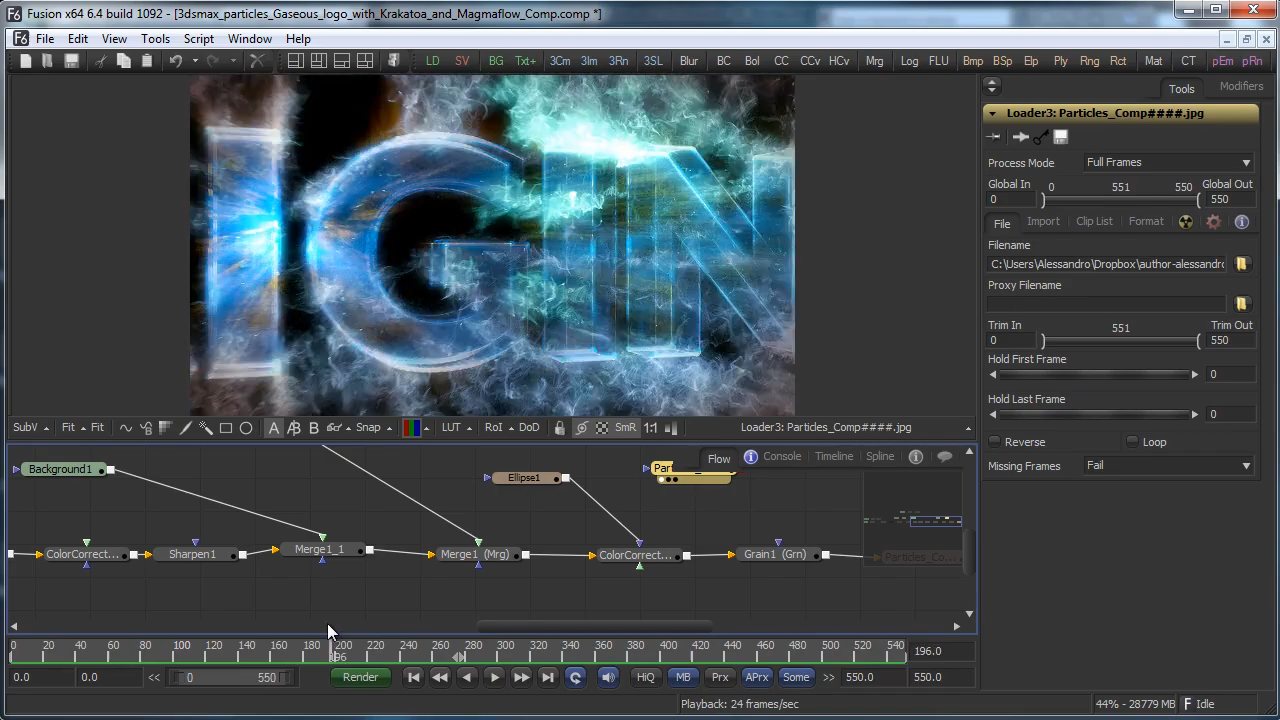 Fusion x64 6.4 build 1092 - [3dsmax_particles_Gaseous_logo_with_Krakatoa_and_Magmaflow_Comp.comp *]
File Edit View Tools Script Window Help
LD SV BG Txt+ 3Cm 3Im 3Rn 3SL Blur BC Bol CC CCv HCv Mrg Log FLU Bmp BSp Elp Ply Rng Rct Mat CT pEm pRn
Tools Modifiers
Loader3: Particles_Comp####.jpg
Process Mode Full Frames
Global In 0 551 550 Global Out
0 550
File Import Clip List Format
Filename
C:\Users\Alessandro\Dropbox\author-alessandro
Proxy Filename
Trim In 551 Trim Out
0 550
Hold First Frame
0
Hold Last Frame
0
Reverse Loop
Missing Frames Fail
IGN
SubV Fit Fit A B Snap LUT RoI DoD SmR 1:1 Loader3: Particles_Comp####.jpg
Flow Console Timeline Spline
Background1 Ellipse1 Part
ColorCorrect... Sharpen1 Merge1_1 Merge1 (Mrg) ColorCorrect... Grain1 (Grn) Particles_Co...
0 20 40 60 80 100 120 140 160 180 200 220 240 260 280 300 320 340 360 380 400 420 440 460 480 500 520 540 196.0
196
0.0 0.0 << 0 550 Render HiQ MB Prx APrx Some >> 550.0 550.0
Playback: 24 frames/sec 44% - 28779 MB Idle